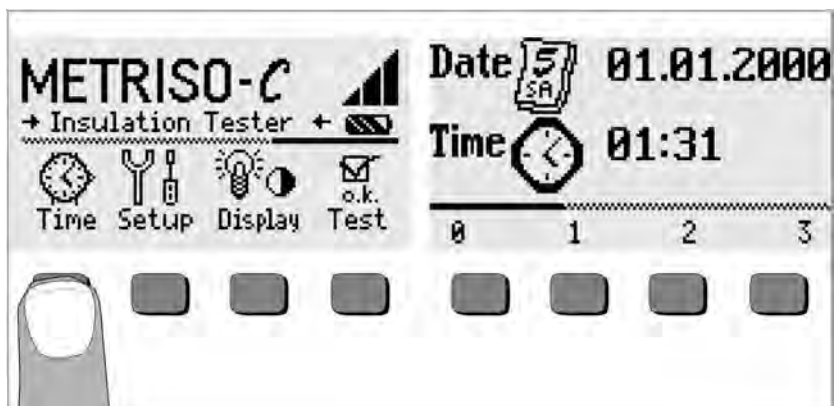 METRISO-C
→ Insulation Tester ←
Time Setup Display o.k. Test
Date 5 SA 01.01.2000
Time 01:31
0 1 2 3